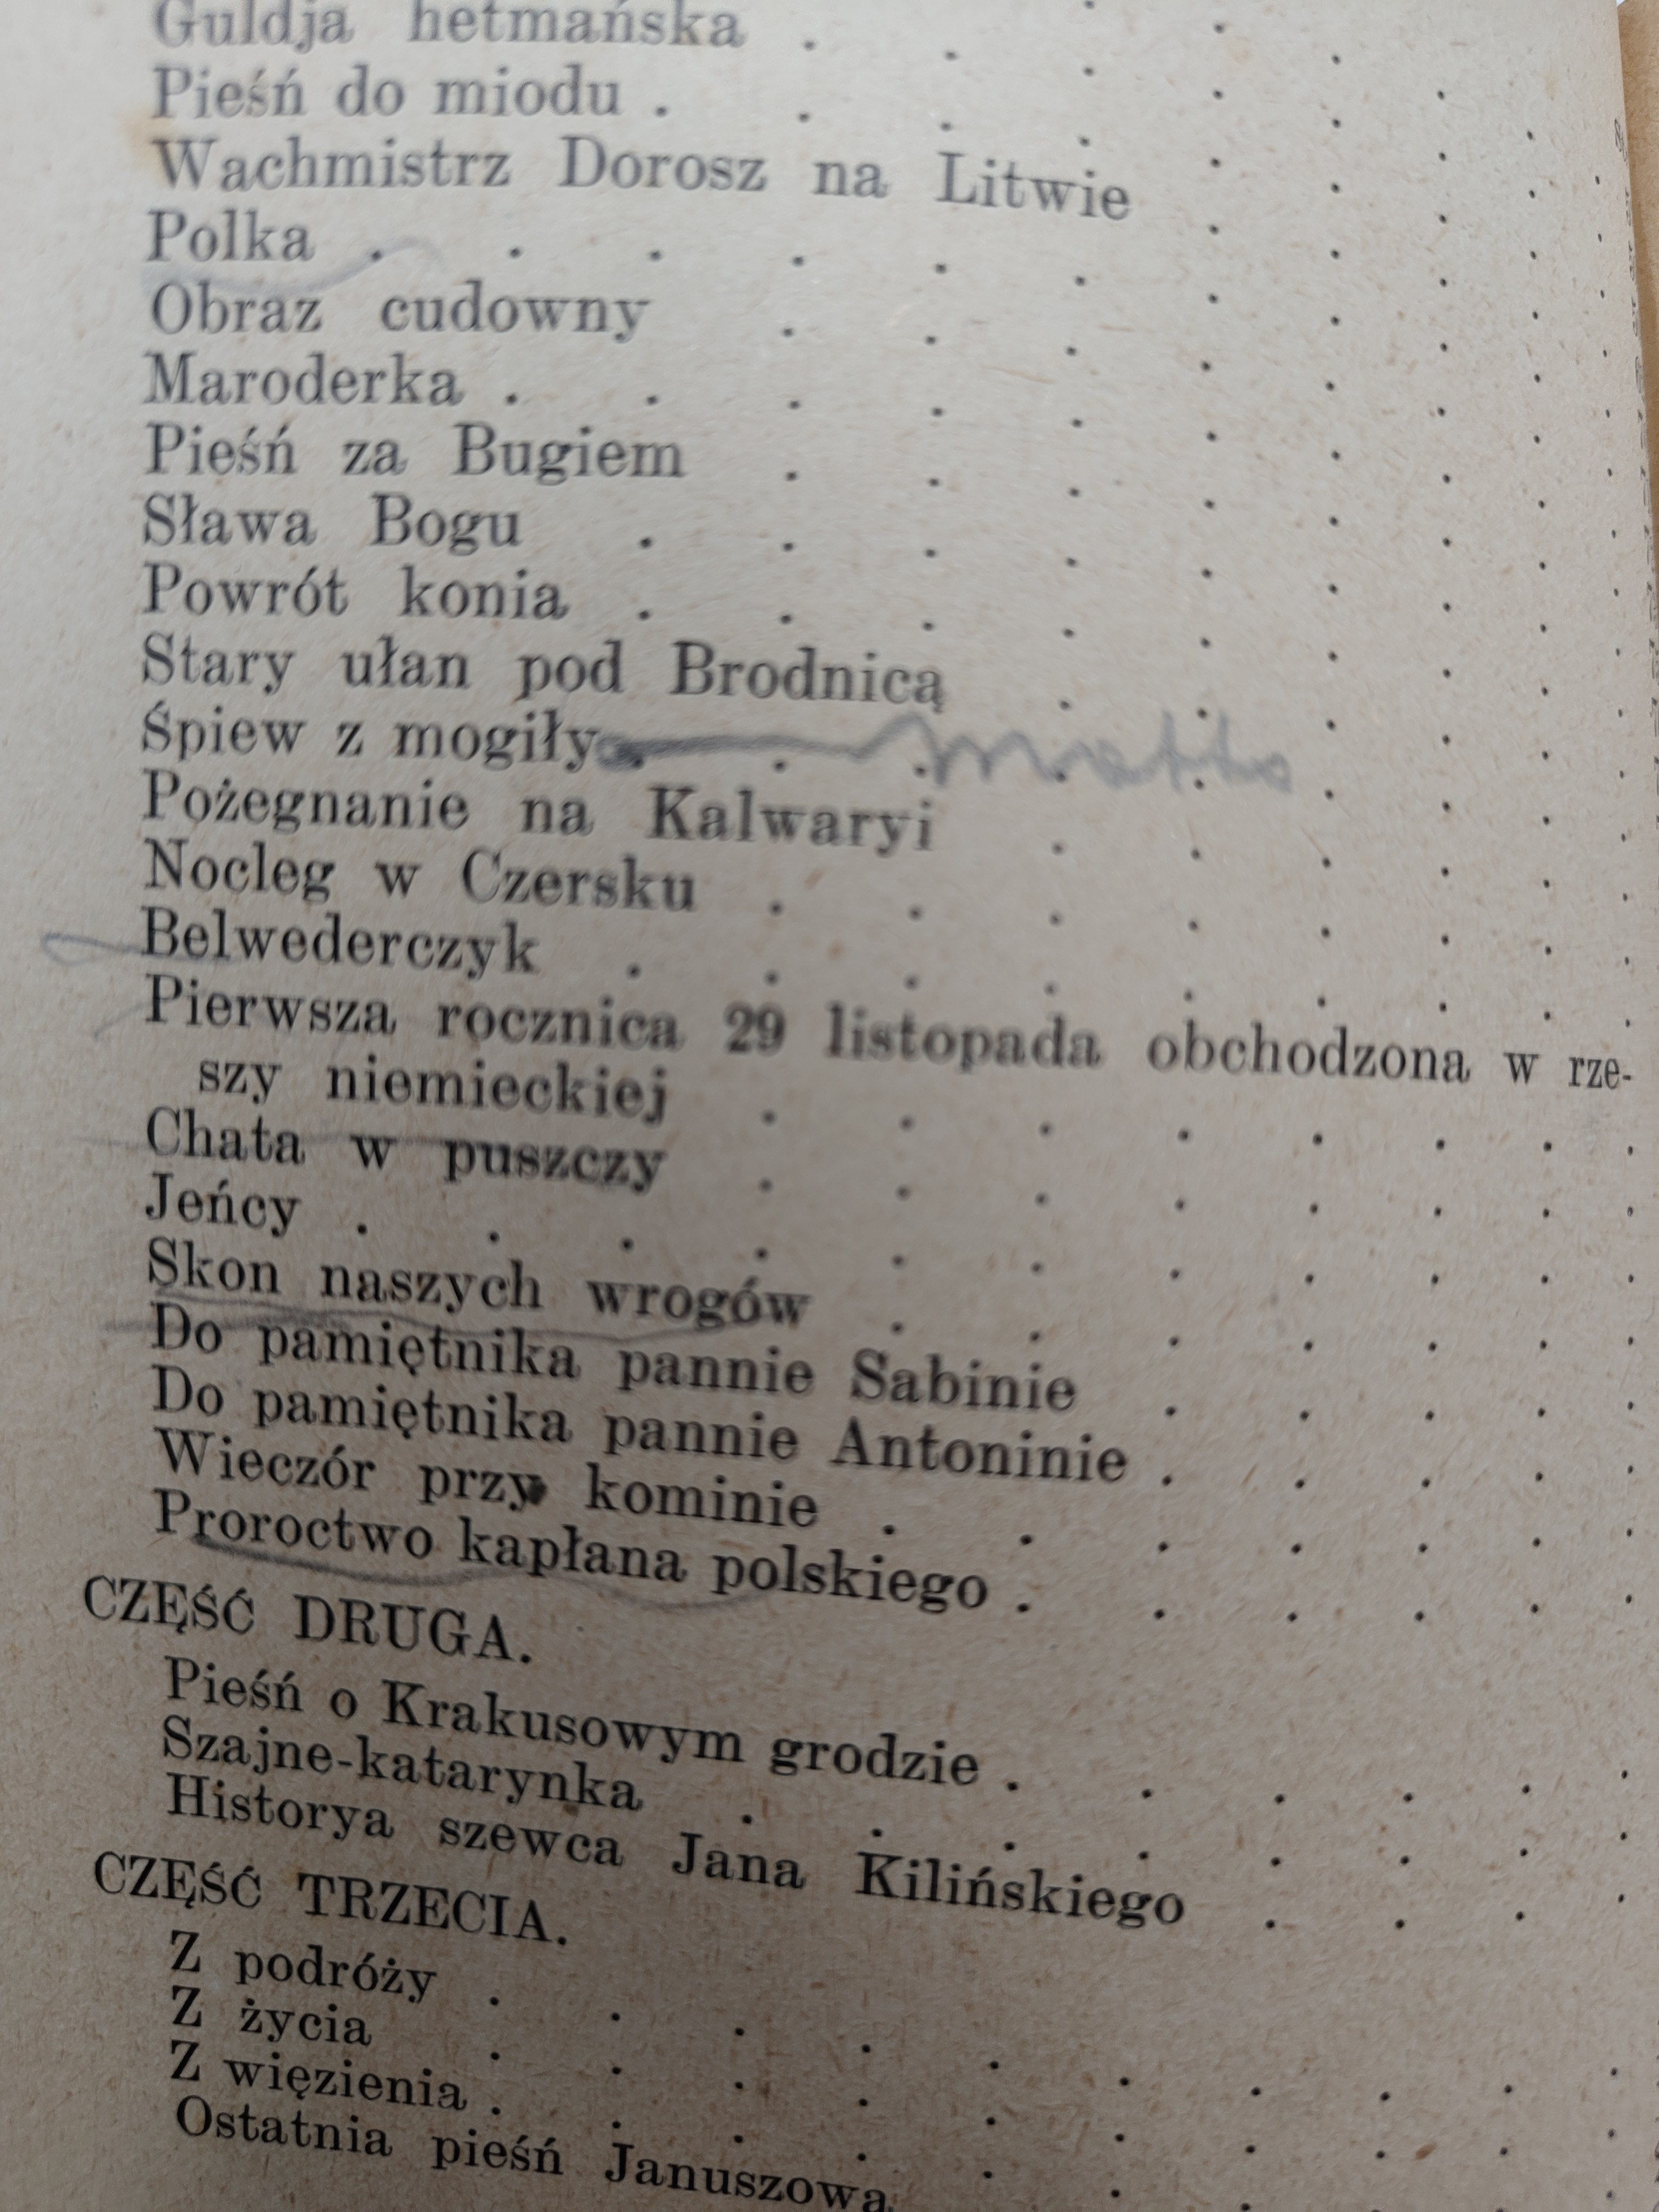 Guldja hetmańska .
Pieśń do miodu .
Wachmistrz Dorosz na Litwie
Polka .
Obraz cudowny
Maroderka .
Pieśń za Bugiem
Sława Bogu
Powrót konia
Stary ułan pod Brodnicą
Śpiew z mogiły
Pożegnanie na Kalwaryi
Nocleg w Czersku
Belwederczyk
Pierwsza rocznica 29 listopada obchodzona w rze-
szy niemieckiej
Chata w puszczy
Jeńcy .
Skon naszych wrogów
Do pamiętnika pannie Sabinie
Do pamiętnika pannie Antoninie .
Wieczór przy kominie
Proroctwo kapłana polskiego .
CZĘŚĆ DRUGA.
Pieśń o Krakusowym grodzie .
Szajne-katarynka
Historya szewca Jana Kilińskiego
CZĘŚĆ TRZECIA.
Z podróży
Z życia
Z więzienia .
Ostatnia pieśń Januszowa